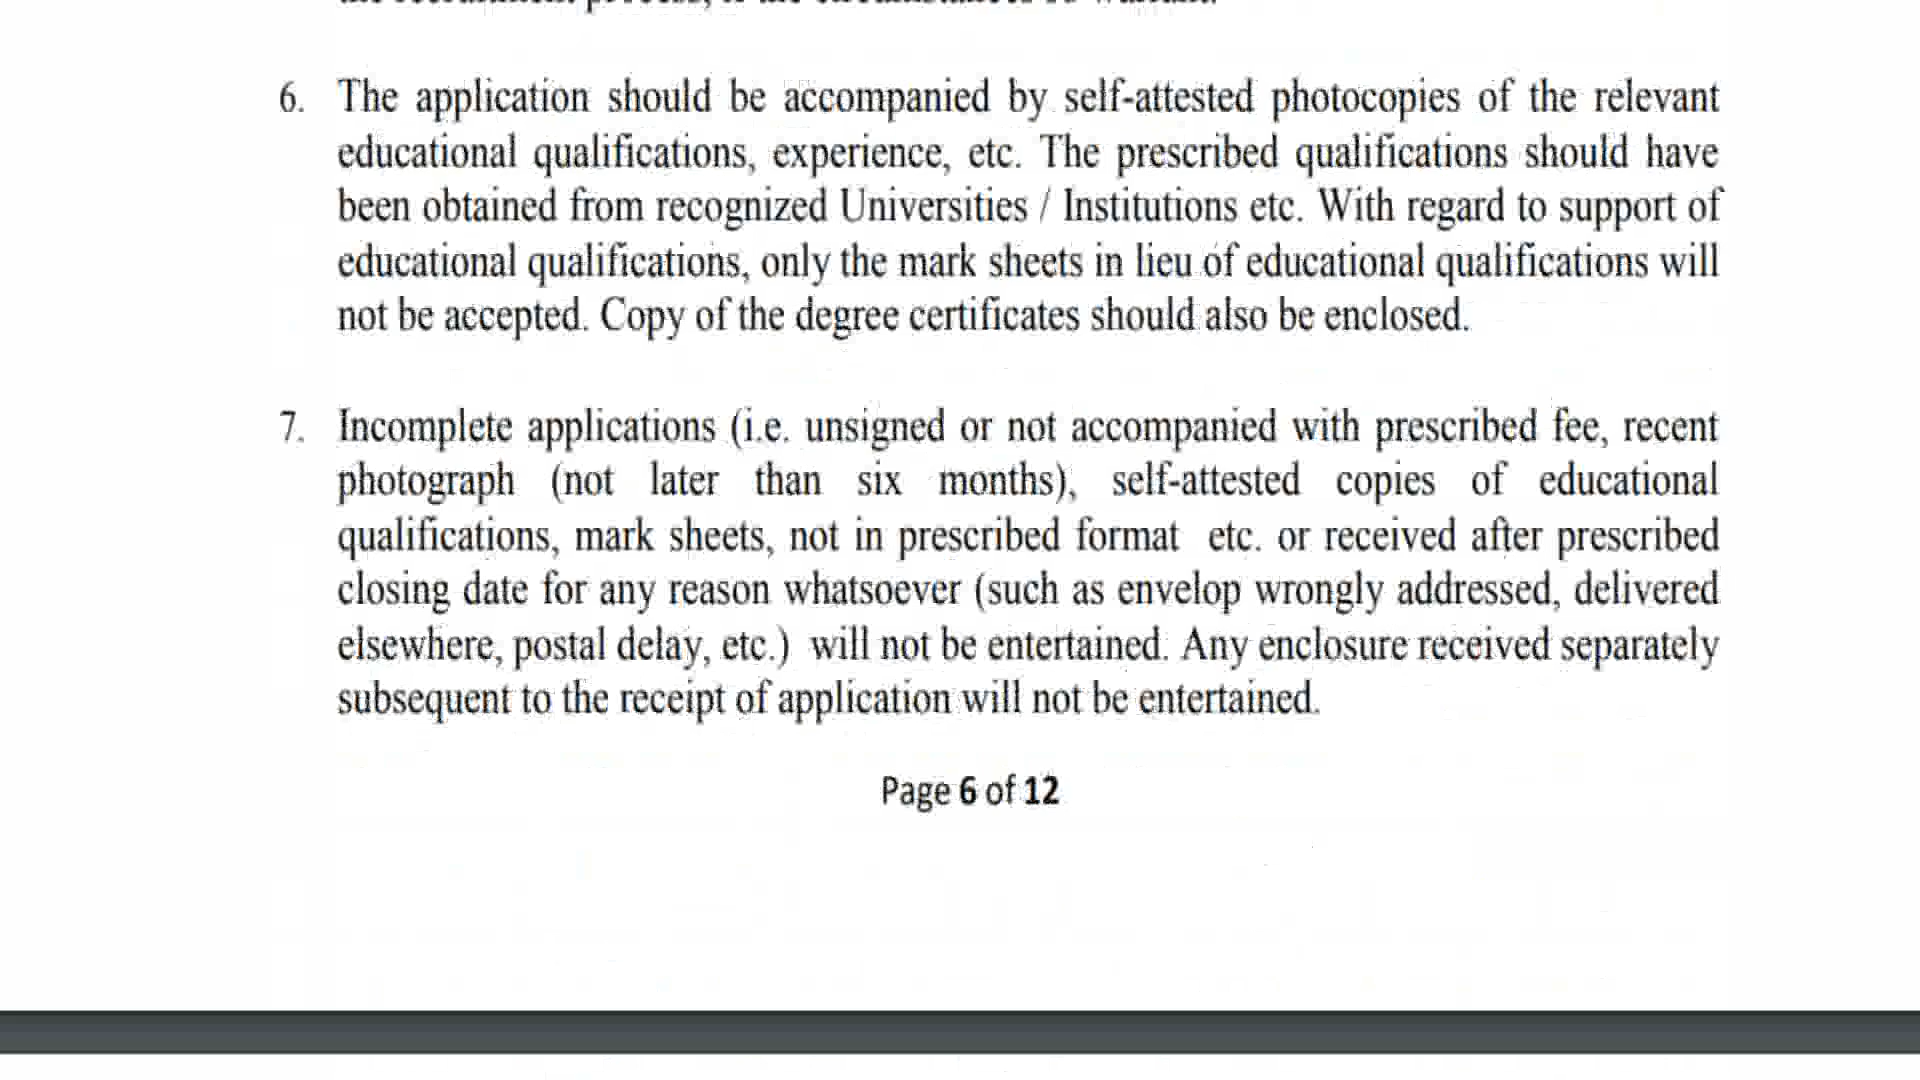 6. The application should be accompanied by self-attested photocopies of the relevant
educational qualifications, experience, etc. The prescribed qualifications should have
been obtained from recognized Universities / Institutions etc. With regard to support of
educational qualifications, only the mark sheets in lieu of educational qualifications will
not be accepted. Copy of the degree certificates should also be enclosed.
7. Incomplete applications (i.e. unsigned or not accompanied with prescribed fee, recent
photograph (not later than six months), self-attested copies of educational
qualifications, mark sheets, not in prescribed format etc. or received after prescribed
closing date for any reason whatsoever (such as envelop wrongly addressed, delivered
elsewhere, postal delay, etc.) will not be entertained. Any enclosure received separately
subsequent to the receipt of application will not be entertained.
Page 6 of 12